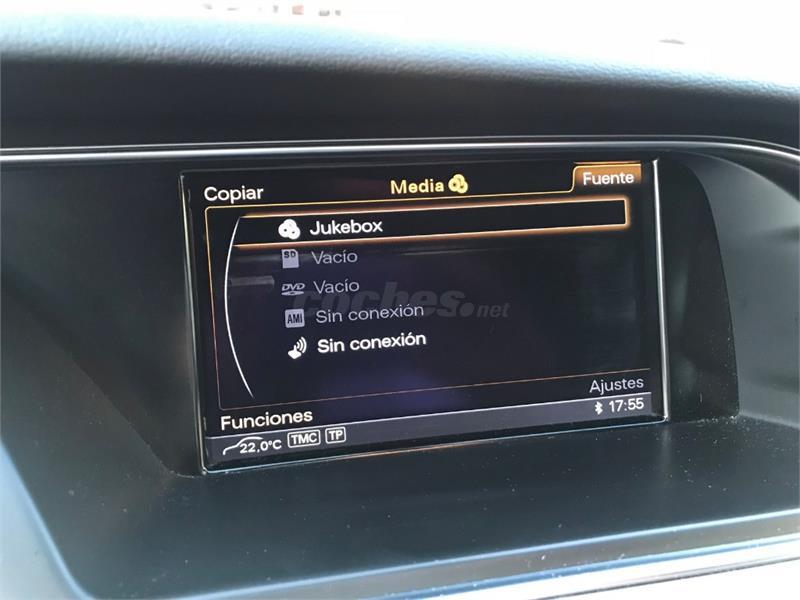 Copiar
Media
Fuente
Jukebox
SD Vacío
DVD Vacío
AMI Sin conexión
Sin conexión
coches.net
Ajustes
Funciones
17:55
22,0°C TMC TP